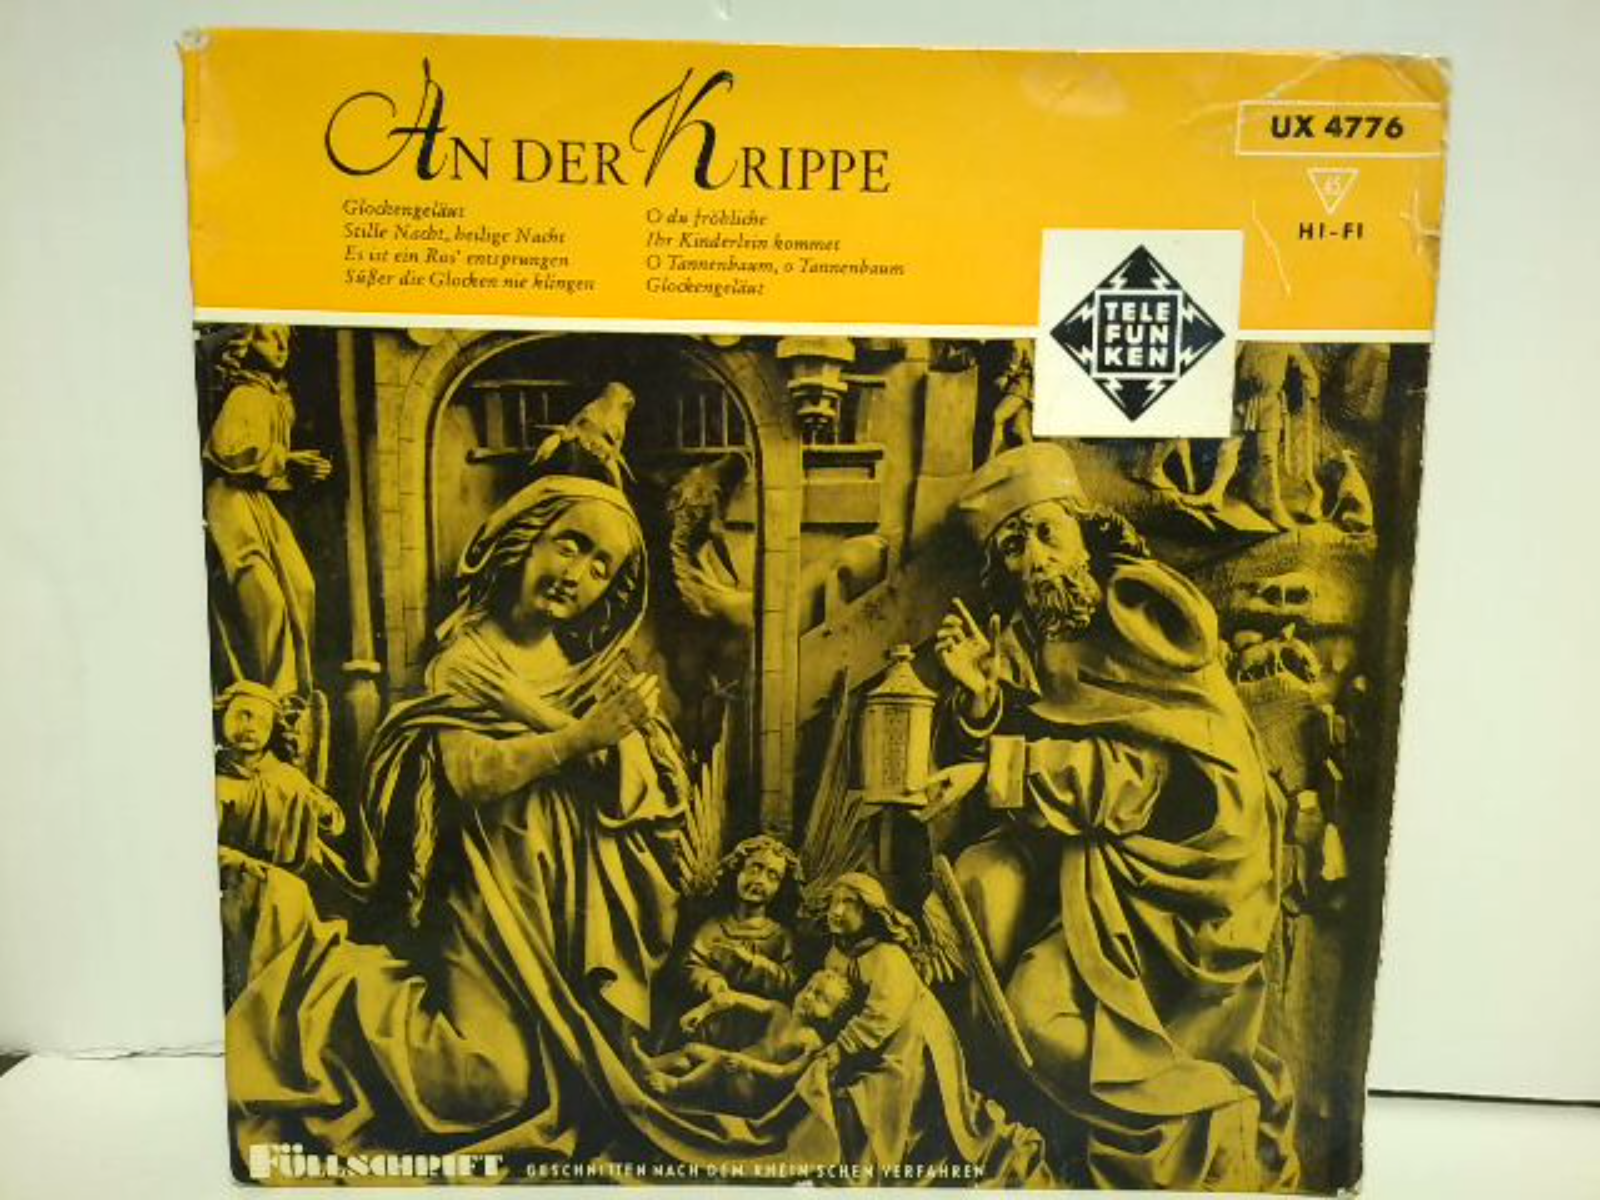 AN DER KRIPPE
Glockengeläut
Stille Nacht, heilige Nacht
Es ist ein Ros' entsprungen
Süßer die Glocken nie klingen
O du fröhliche
Ihr Kinderlein kommet
O Tannenbaum, o Tannenbaum
Glockengeläut
UX 4776
45
HI-FI
TELE
FUN
KEN
FÜLLSCHRIFT GESCHNITTEN NACH DEM RHEIN'SCHEN VERFAHREN